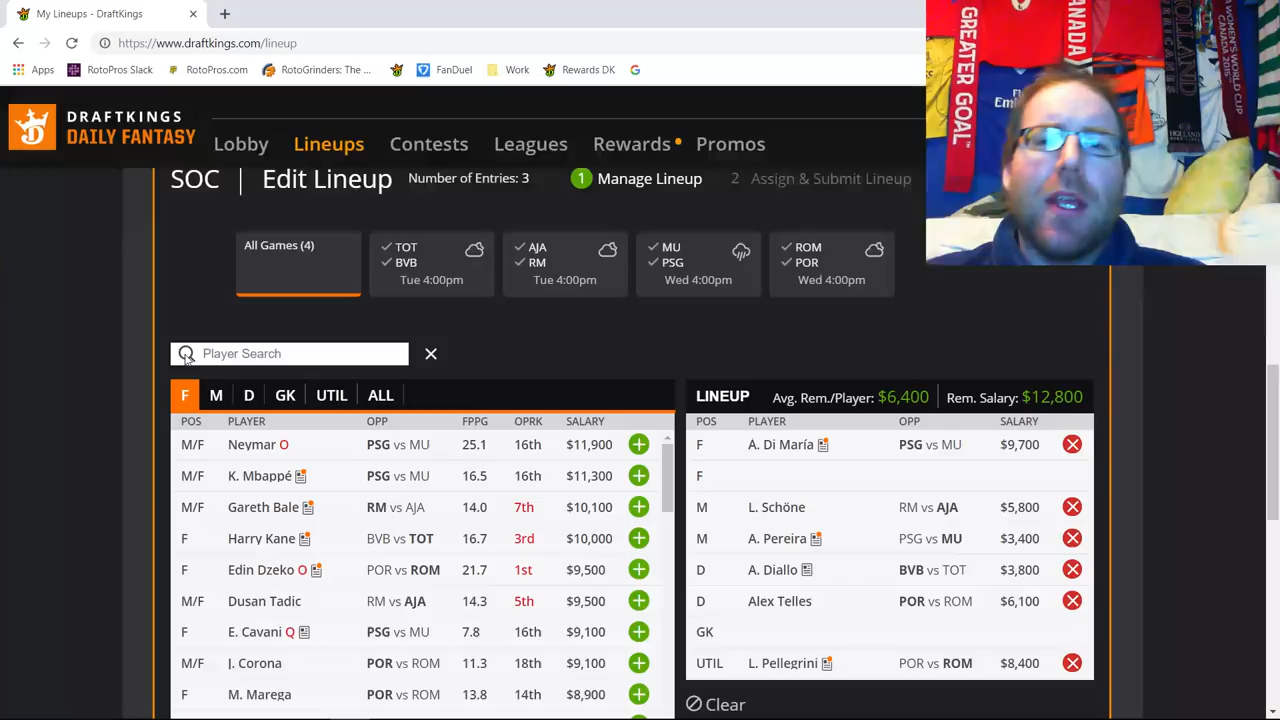 My Lineups - DraftKings
https://www.draftkings.com/lineup
Apps RotoPros Slack RotoPros.com RotoGrinders: The ... FanDuel Work Rewards DK
DRAFTKINGS
DAILY FANTASY
Lobby Lineups Contests Leagues Rewards Promos
SOC | Edit Lineup Number of Entries: 3 1 Manage Lineup 2 Assign & Submit Lineup
All Games (4)
TOT
BVB
Tue 4:00pm
AJA
RM
Tue 4:00pm
MU
PSG
Wed 4:00pm
ROM
POR
Wed 4:00pm
Player Search
F M D GK UTIL ALL
POS PLAYER OPP FPPG OPRK SALARY
M/F Neymar O PSG vs MU 25.1 16th $11,900
M/F K. Mbappé PSG vs MU 16.5 16th $11,300
M/F Gareth Bale RM vs AJA 14.0 7th $10,100
F Harry Kane BVB vs TOT 16.7 3rd $10,000
F Edin Dzeko O POR vs ROM 21.7 1st $9,500
M/F Dusan Tadic RM vs AJA 14.3 5th $9,500
F E. Cavani Q PSG vs MU 7.8 16th $9,100
M/F J. Corona POR vs ROM 11.3 18th $9,100
F M. Marega POR vs ROM 13.8 14th $8,900
LINEUP Avg. Rem./Player: $6,400 Rem. Salary: $12,800
POS PLAYER OPP SALARY
F A. Di María PSG vs MU $9,700
F
M L. Schöne RM vs AJA $5,800
M A. Pereira PSG vs MU $3,400
D A. Diallo BVB vs TOT $3,800
D Alex Telles POR vs ROM $6,100
GK
UTIL L. Pellegrini POR vs ROM $8,400
Clear
GREATER GOAL™
CANADA
HOLLAND
WOMEN'S WORLD CUP